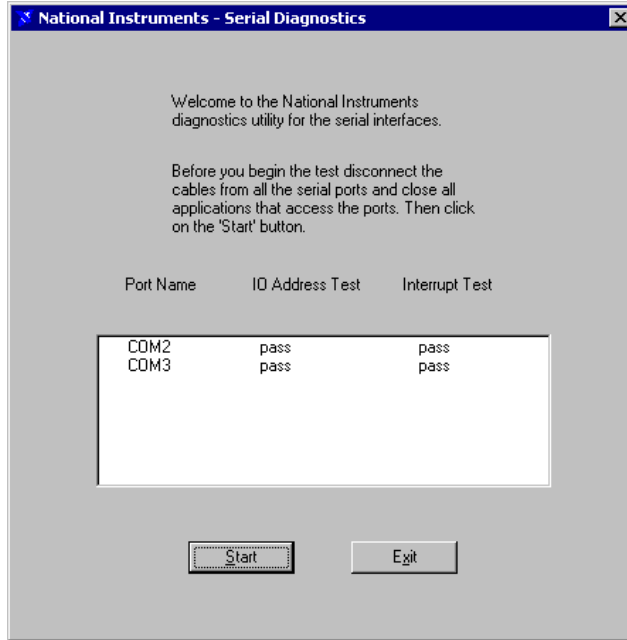 National Instruments - Serial Diagnostics
Welcome to the National Instruments
diagnostics utility for the serial interfaces.
Before you begin the test disconnect the
cables from all the serial ports and close all
applications that access the ports. Then click
on the 'Start' button.
Port Name IO Address Test Interrupt Test
COM2 pass pass
COM3 pass pass
Start Exit